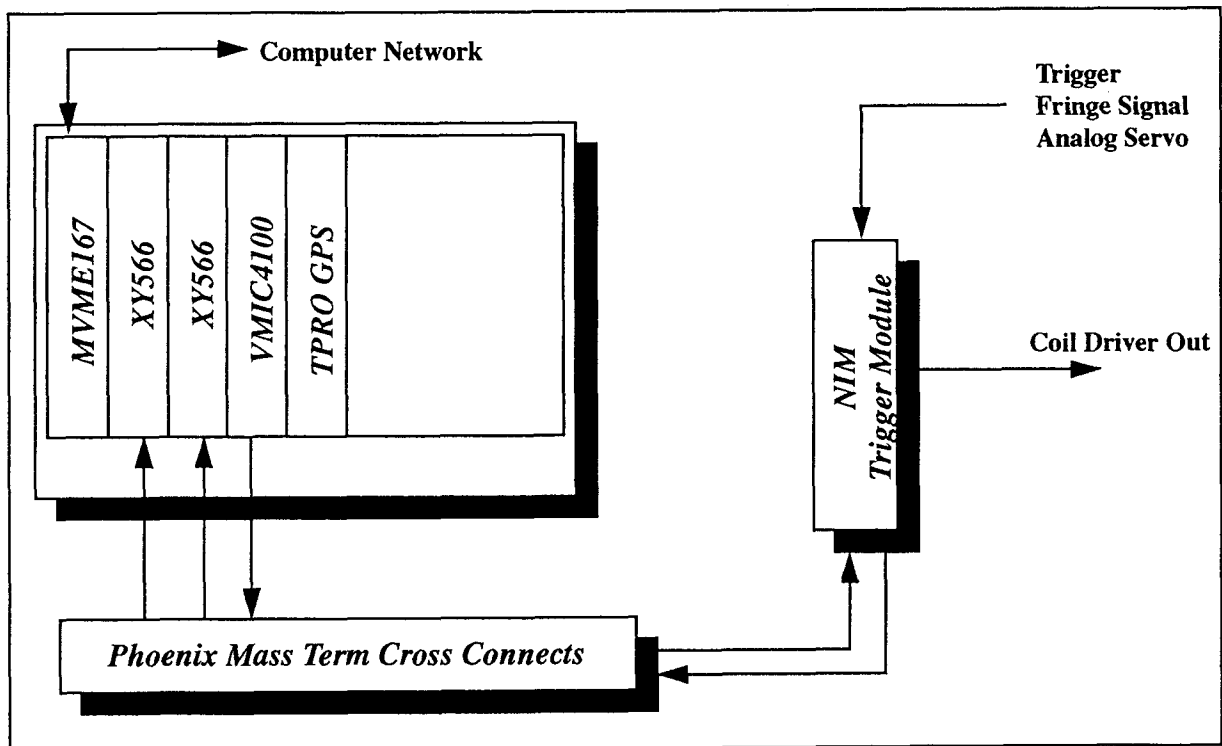 Computer Network
Trigger
Fringe Signal
Analog Servo
MVME167
XY566
XY566
VMIC4100
TPRO GPS
NIM
Trigger Module
Coil Driver Out
Phoenix Mass Term Cross Connects